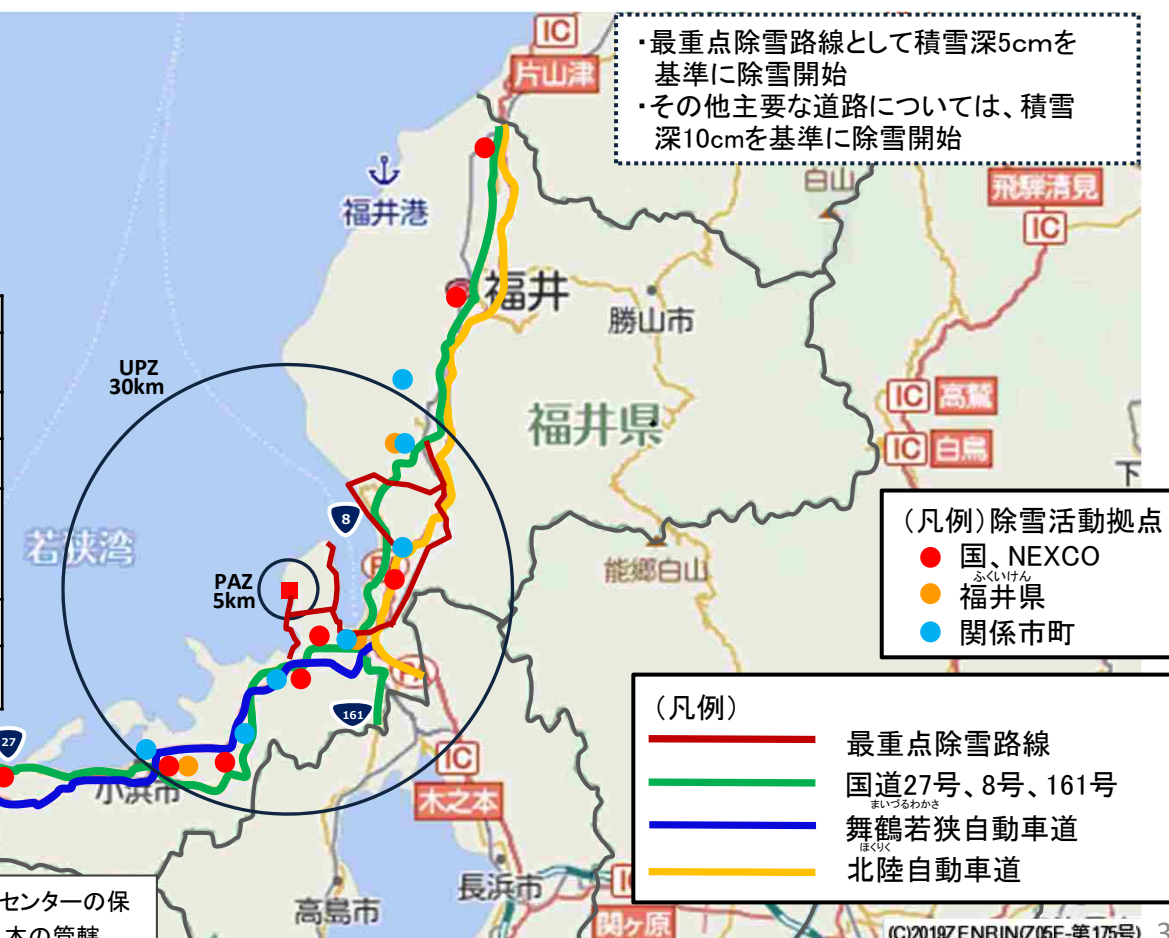 ・最重点除雪路線として積雪深5cmを
基準に除雪開始
・その他主要な道路については、積雪
深10cmを基準に除雪開始
IC
片山津
福井港
白山
飛騨清見
IC
福井
勝山市
UPZ
30km
福井県
IC 高鷲
IC 白鳥
下
8
若狭湾
PAZ
5km
能郷白山
(凡例)除雪活動拠点
国、NEXCO
ふくいけん
福井県
関係市町
161
27
小浜市
IC
木之本
(凡例)
最重点除雪路線
国道27号、8号、161号
まいづるわかさ
舞鶴若狭自動車道
ほくりく
北陸自動車道
センターの保
高島市
長浜市
関ヶ原
(C)2019ZENRIN(Z05E-第175号)
3